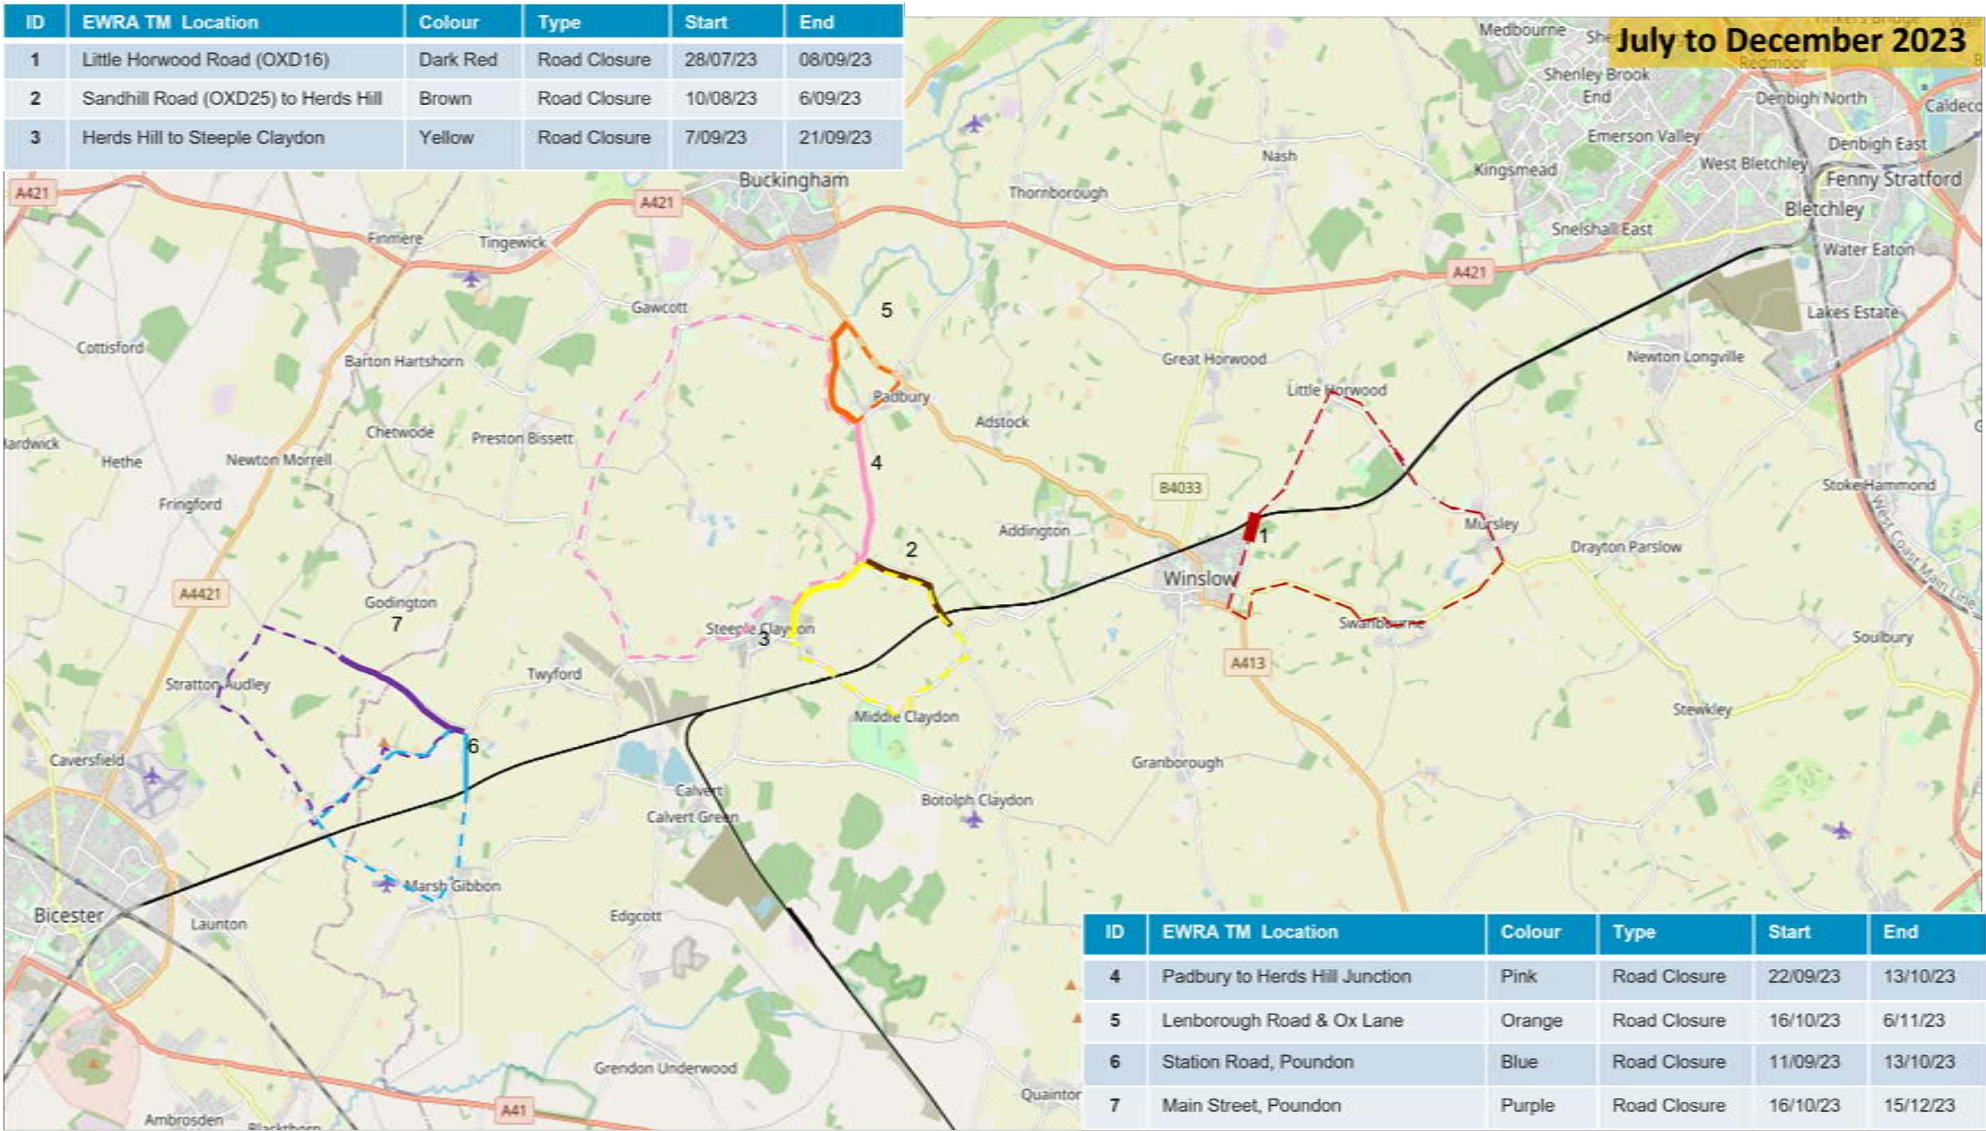 ID EWRA TM Location Colour Type Start End
1 Little Horwood Road (OXD16) Dark Red Road Closure 28/07/23 08/09/23
2 Sandhill Road (OXD25) to Herds Hill Brown Road Closure 10/08/23 6/09/23
3 Herds Hill to Steeple Claydon Yellow Road Closure 7/09/23 21/09/23
July to December 2023
Medbourne
Redmoor
Shenley Brook
End
Denbigh North
Caldeco
Emerson Valley
Denbigh East
Nash
Kingsmead
West Bletchley
Fenny Stratford
Buckingham
A421
A421
Thornborough
Bletchley
Snelshall East
Finmere
Tingewick
Water Eaton
A421
Gawcott
5
Lakes Estate
Cottisford
Barton Hartshorn
Great Horwood
Newton Longville
Little Horwood
Padbury
Adstock
Chetwode
Preston Bissett
ardwick
Hethe
Newton Morrell
4
B4033
Stoke Hammond
Fringford
Mursley
Addington
1
2
Drayton Parslow
West Coast Main Line
Winslow
A4421
Godington
7
Steeple Claydon
3
Swanbourne
Soulbury
A413
Twyford
Stratton Audley
Middle Claydon
Stewkley
6
Caversfield
Granborough
Calvert
Botolph Claydon
Calvert Green
Marsh Gibbon
Bicester
Launton
Edgcott
Grendon Underwood
Quainton
A41
Ambrosden
Blackthorn
ID EWRA TM Location Colour Type Start End
4 Padbury to Herds Hill Junction Pink Road Closure 22/09/23 13/10/23
5 Lenborough Road & Ox Lane Orange Road Closure 16/10/23 6/11/23
6 Station Road, Poundon Blue Road Closure 11/09/23 13/10/23
7 Main Street, Poundon Purple Road Closure 16/10/23 15/12/23